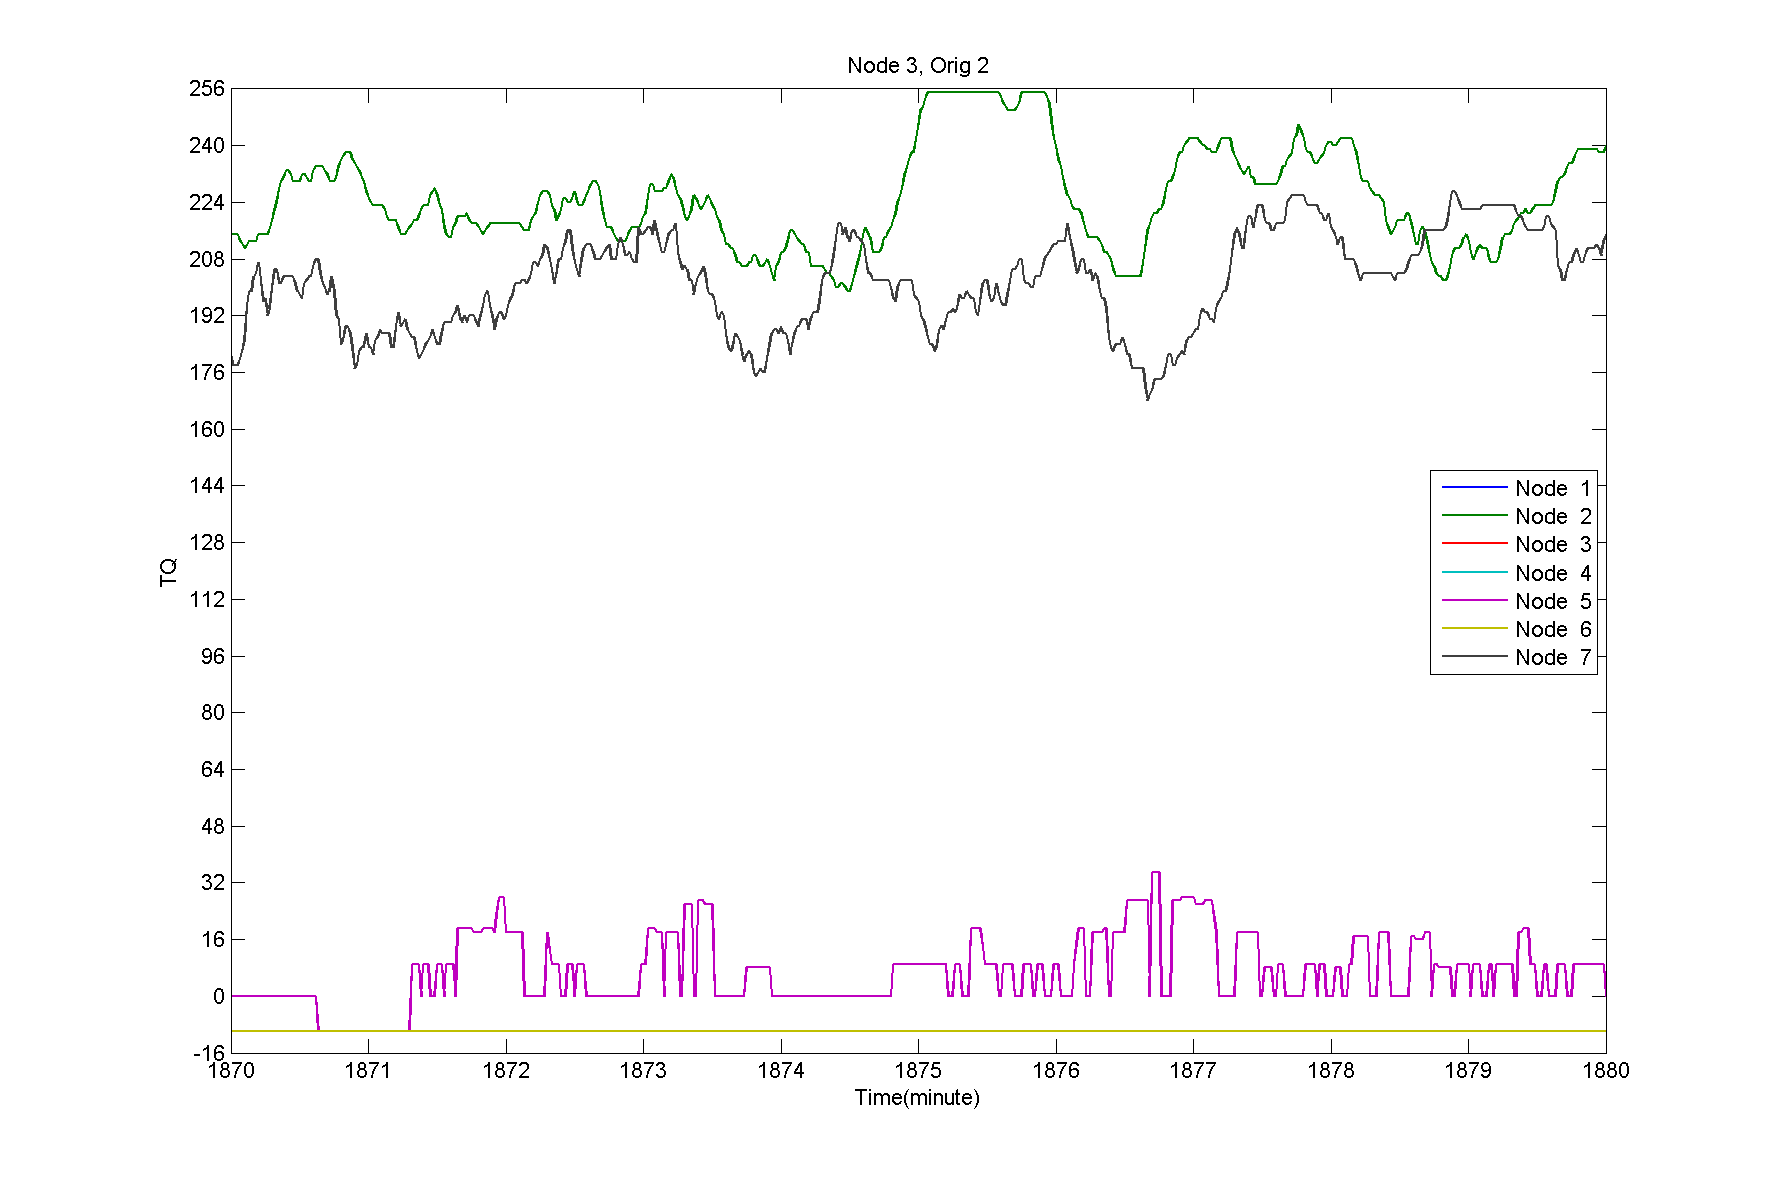 Node 3, Orig 2
256
240
224
208
192
176
160
144
128
112
96
80
64
48
32
16
0
-16
TQ
Node 1
Node 2
Node 3
Node 4
Node 5
Node 6
Node 7
1870 1871 1872 1873 1874 1875 1876 1877 1878 1879 1880
Time(minute)